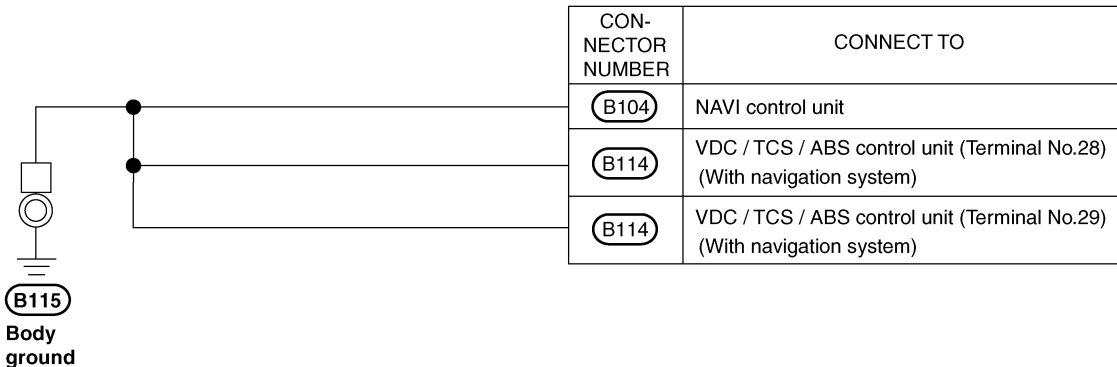 CON-
NECTOR
NUMBER
CONNECT TO
B104
NAVI control unit
B114
VDC / TCS / ABS control unit (Terminal No.28)
(With navigation system)
B114
VDC / TCS / ABS control unit (Terminal No.29)
(With navigation system)
B115
Body
ground